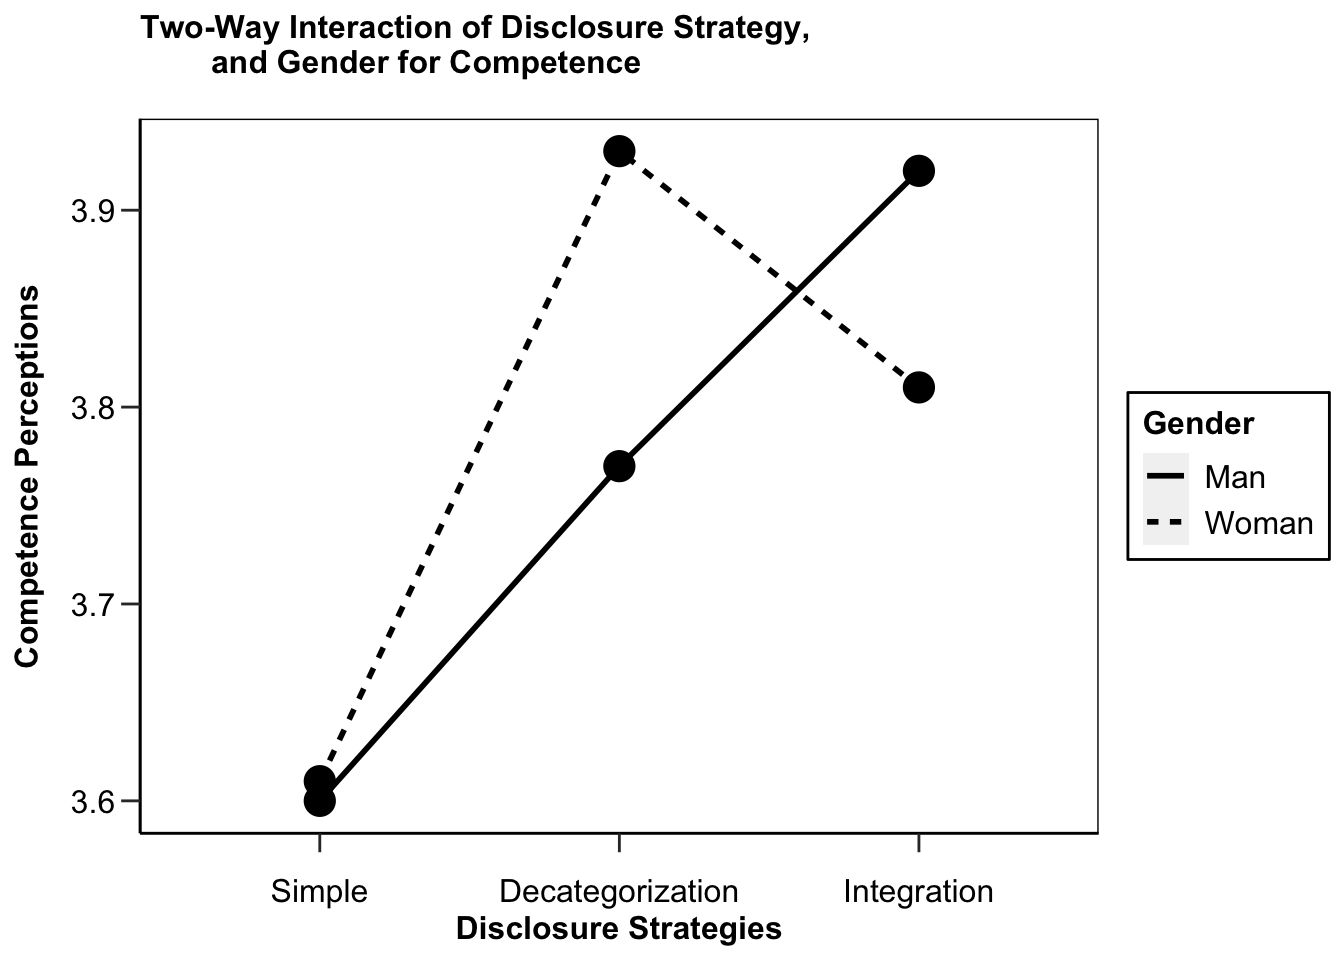 Two-Way Interaction of Disclosure Strategy,
and Gender for Competence
Competence Perceptions
3.9
3.8
3.7
3.6
Simple
Decategorization
Integration
Disclosure Strategies
Gender
Man
Woman